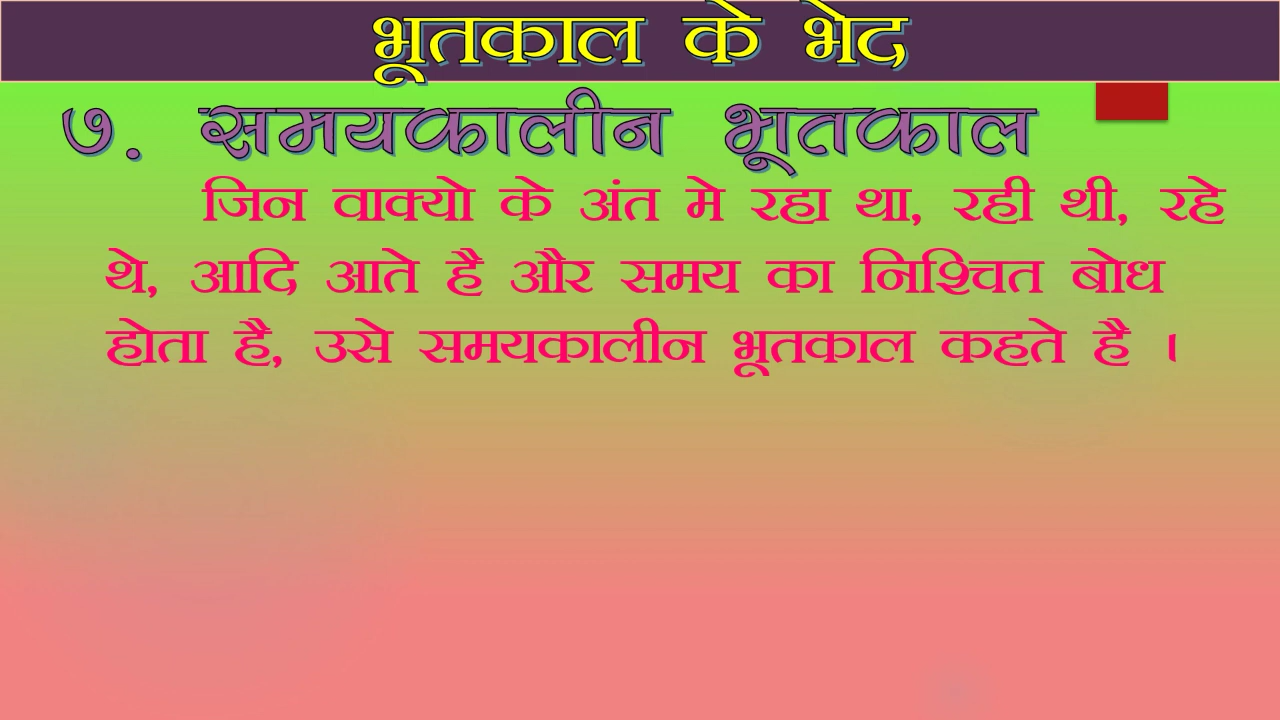 भूतकाल के भेद
७. समयकालीन भूतकाल
जिन वाक्यो के अंत मे रहा था, रही थी, रहे
थे, आदि आते है और समय का निश्चित बोध
होता है, उसे समयकालीन भूतकाल कहते है ।